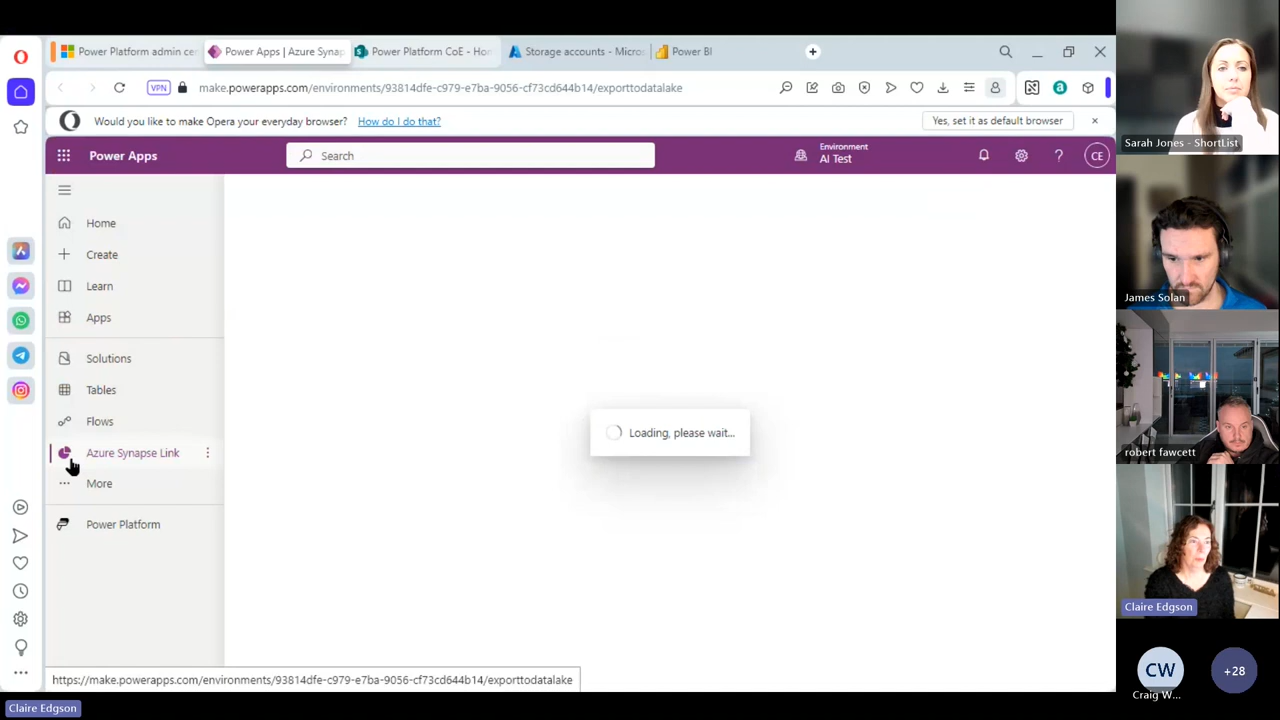 Power Platform admin cen
Power Apps | Azure Synap
Power Platform CoE - Hon
Storage accounts - Micros
Power BI
VPN
make.powerapps.com/environments/93814dfe-c979-e7ba-9056-cf73cd644b14/exporttodatalake
Would you like to make Opera your everyday browser? How do I do that?
Yes, set it as default browser
Power Apps
Search
Environment
AI Test
CE
Home
Create
Learn
Apps
Solutions
Tables
Flows
Azure Synapse Link
More
Power Platform
Loading, please wait...
https://make.powerapps.com/environments/93814dfe-c979-e7ba-9056-cf73cd644b14/exporttodatalake
Claire Edgson
Sarah Jones - ShortList
James Solan
robert fawcett
Claire Edgson
CW
Craig W...
+28